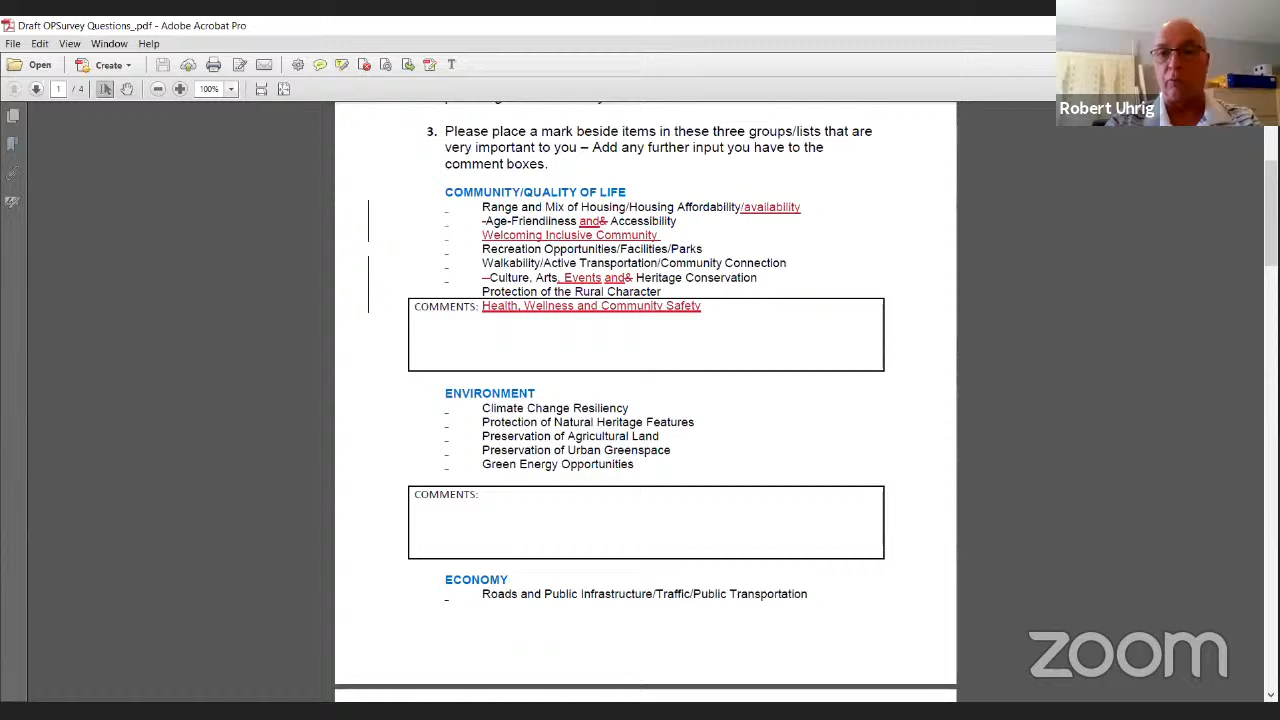 Draft OPSurvey Questions_.pdf - Adobe Acrobat Pro
File Edit View Window Help
Open Create
1 / 4 100%
Robert Uhrig
3. Please place a mark beside items in these three groups/lists that are
very important to you – Add any further input you have to the
comment boxes.
COMMUNITY/QUALITY OF LIFE
_ Range and Mix of Housing/Housing Affordability/availability
_ -Age-Friendliness and& Accessibility
_ Welcoming Inclusive Community
_ Recreation Opportunities/Facilities/Parks
_ Walkability/Active Transportation/Community Connection
_ –Culture, Arts, Events and& Heritage Conservation
Protection of the Rural Character
COMMENTS: Health, Wellness and Community Safety
ENVIRONMENT
_ Climate Change Resiliency
_ Protection of Natural Heritage Features
_ Preservation of Agricultural Land
_ Preservation of Urban Greenspace
_ Green Energy Opportunities
COMMENTS:
ECONOMY
_ Roads and Public Infrastructure/Traffic/Public Transportation
zoom